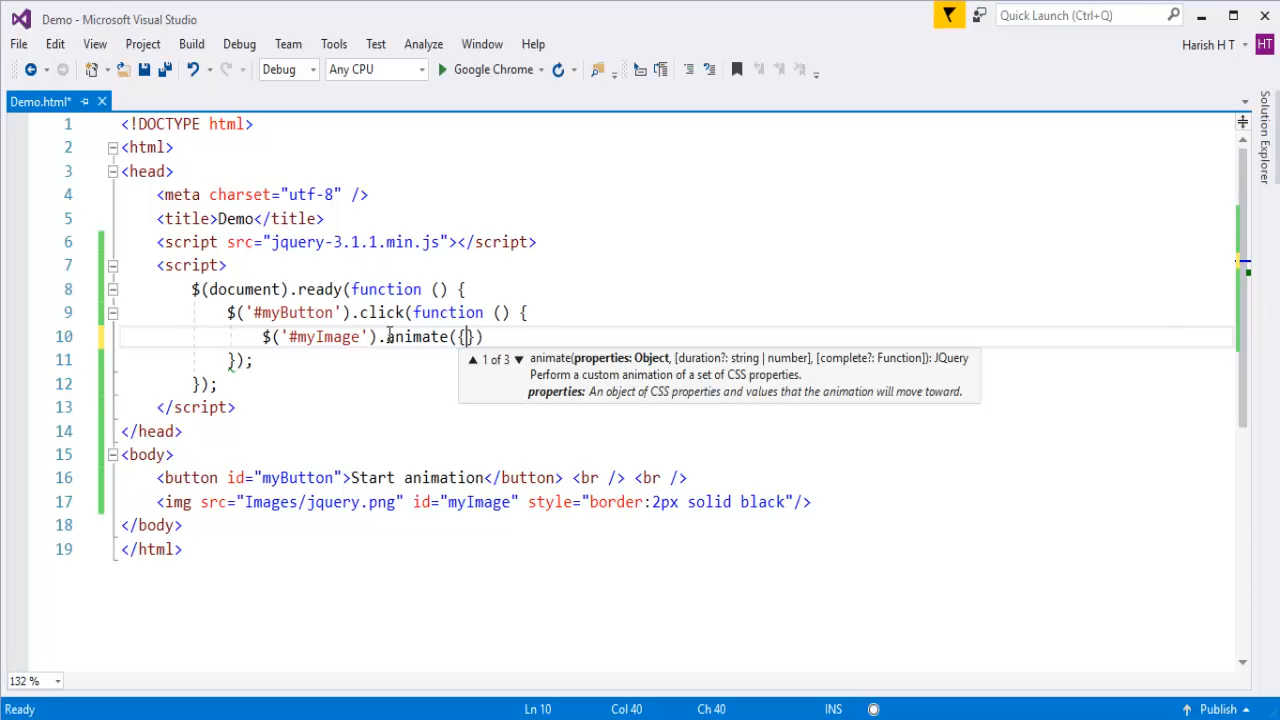 Demo - Microsoft Visual Studio
Quick Launch (Ctrl+Q)
File Edit View Project Build Debug Team Tools Test Analyze Window Help
Harish H T HT
Debug Any CPU Google Chrome
Demo.html*
Solution Explorer
1 <!DOCTYPE html>
2 <html>
3 <head>
4 <meta charset="utf-8" />
5 <title>Demo</title>
6 <script src="jquery-3.1.1.min.js"></script>
7 <script>
8 $(document).ready(function () {
9 $('#myButton').click(function () {
10 $('#myImage').animate({})
1 of 3 animate(properties: Object, [duration?: string | number], [complete?: Function]): JQuery
Perform a custom animation of a set of CSS properties.
properties: An object of CSS properties and values that the animation will move toward.
11 });
12 });
13 </script>
14 </head>
15 <body>
16 <button id="myButton">Start animation</button> <br /> <br />
17 <img src="Images/jquery.png" id="myImage" style="border:2px solid black"/>
18 </body>
19 </html>
132 %
Ready Ln 10 Col 40 Ch 40 INS Publish